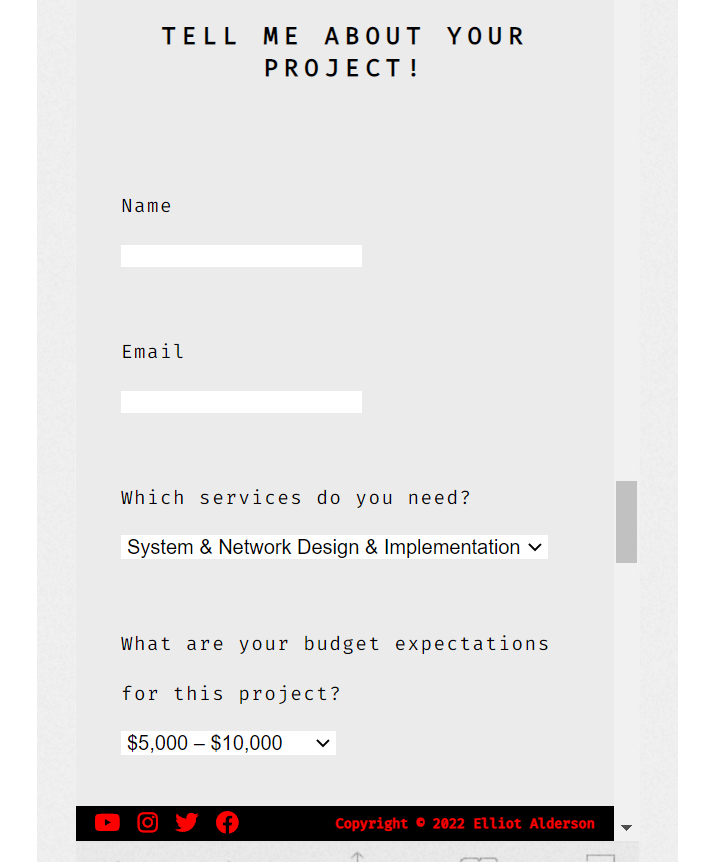 TELL ME ABOUT YOUR
PROJECT!
Name
Email
Which services do you need?
System & Network Design & Implementation
What are your budget expectations
for this project?
$5,000 – $10,000
Copyright © 2022 Elliot Alderson